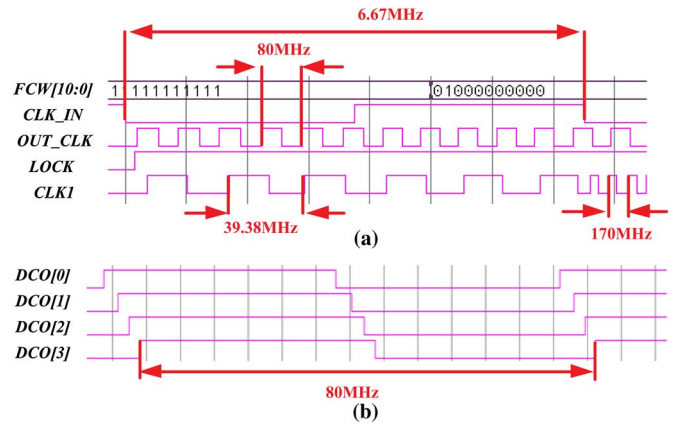 6.67MHz
80MHz
FCW[10:0] 11111111111 01000000000
CLK_IN
OUT_CLK
LOCK
CLK1
39.38MHz 170MHz
(a)
DCO[0]
DCO[1]
DCO[2]
DCO[3]
80MHz
(b)